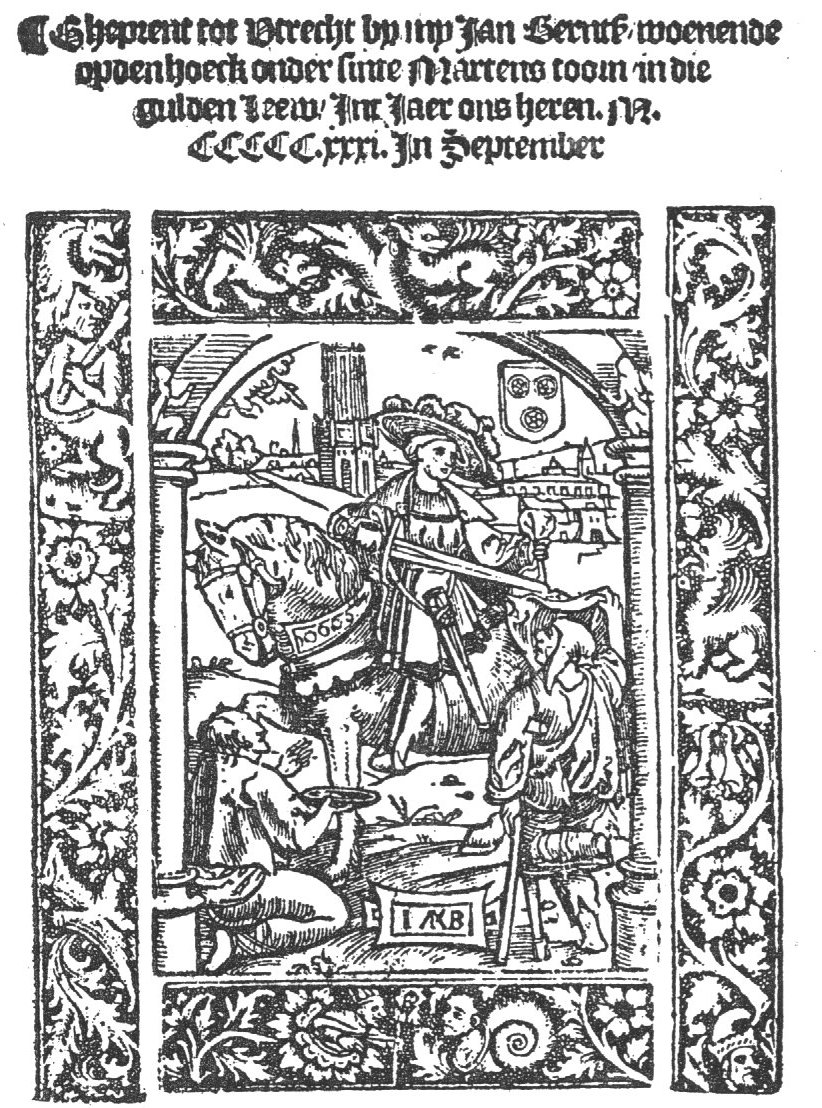 ¶Gheprent tot Vtrecht by my Jan Berntß/ woenende
opden hoeck onder sinte Martens toorn/ in die
gulden Leew/ Int Jaer ons heren. M.
CCCCC.xxxi. In September
I MB